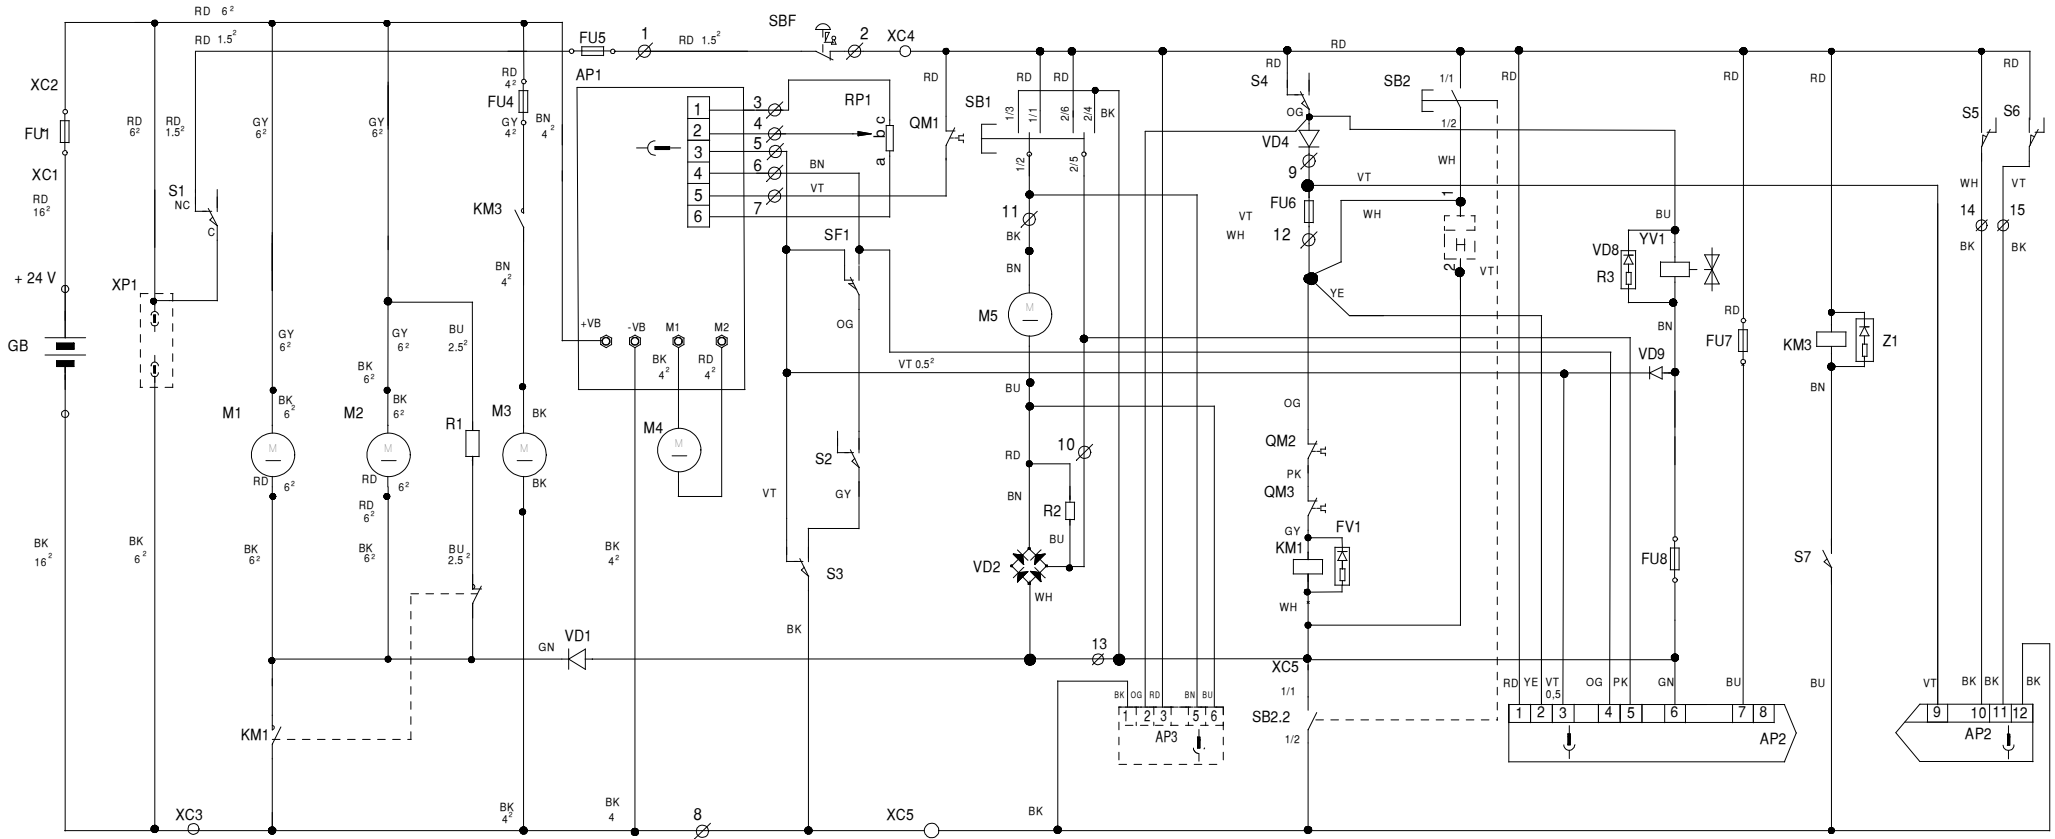 RD 6²
RD 1.5²
SBF
FU5
1
RD 1.5²
2
XC4
RD
XC2
FU1
XC1
RD
16²
+ 24 V
GB
BK
16²
RD
6²
RD
1.5²
S1
NC
C
XP1
BK
6²
GY
6²
GY
6²
BK
6²
M1
M
RD
6²
BK
6²
KM1
XC3
GY
6²
GY
6²
BK
6²
BK
6²
M2
M
RD
6²
RD
6²
BK
6²
BU
2.5²
R1
BU
2.5²
RD
4²
FU4
GY
4²
BN
4²
KM3
BN
4²
M3
BK
M
BK
BK
4²
GN
VD1
AP1
1
2
3
4
5
6
3
4
5
6
7
RP1
c
b
a
BN
VT
+VB
-VB
M1
M2
BK
4²
RD
4²
M4
M
BK
4²
BK
4
8
SF1
OG
VT 0.5²
S2
GY
VT
S3
BK
XC5
BK
RD
QM1
SB1
RD
RD
1/3
1/1
2/6
2/4
BK
1/2
2/5
11
BK
BN
M5
M
BU
RD
BN
10
R2
BU
VD2
WH
13
BK
OG
RD
BN
BU
1
2
3
5
6
AP3
RD
S4
OG
VD4
9
VT
FU6
VT
WH
12
WH
YE
OG
QM2
PK
QM3
GY
KM1
FV1
WH
XC5
1/1
SB2.2
1/2
SB2
1/1
1/2
WH
1
H
2
VT
RD
BU
VD8
R3
YV1
BN
VD9
FU8
RD
RD
FU7
RD
KM3
Z1
BN
S7
BU
RD
YE
VT
0,5
OG
PK
GN
BU
1
2
3
4
5
6
7
8
AP2
RD
S5
S6
WH
VT
14
15
BK
BK
VT
BK
BK
BK
9
10
11
12
AP2